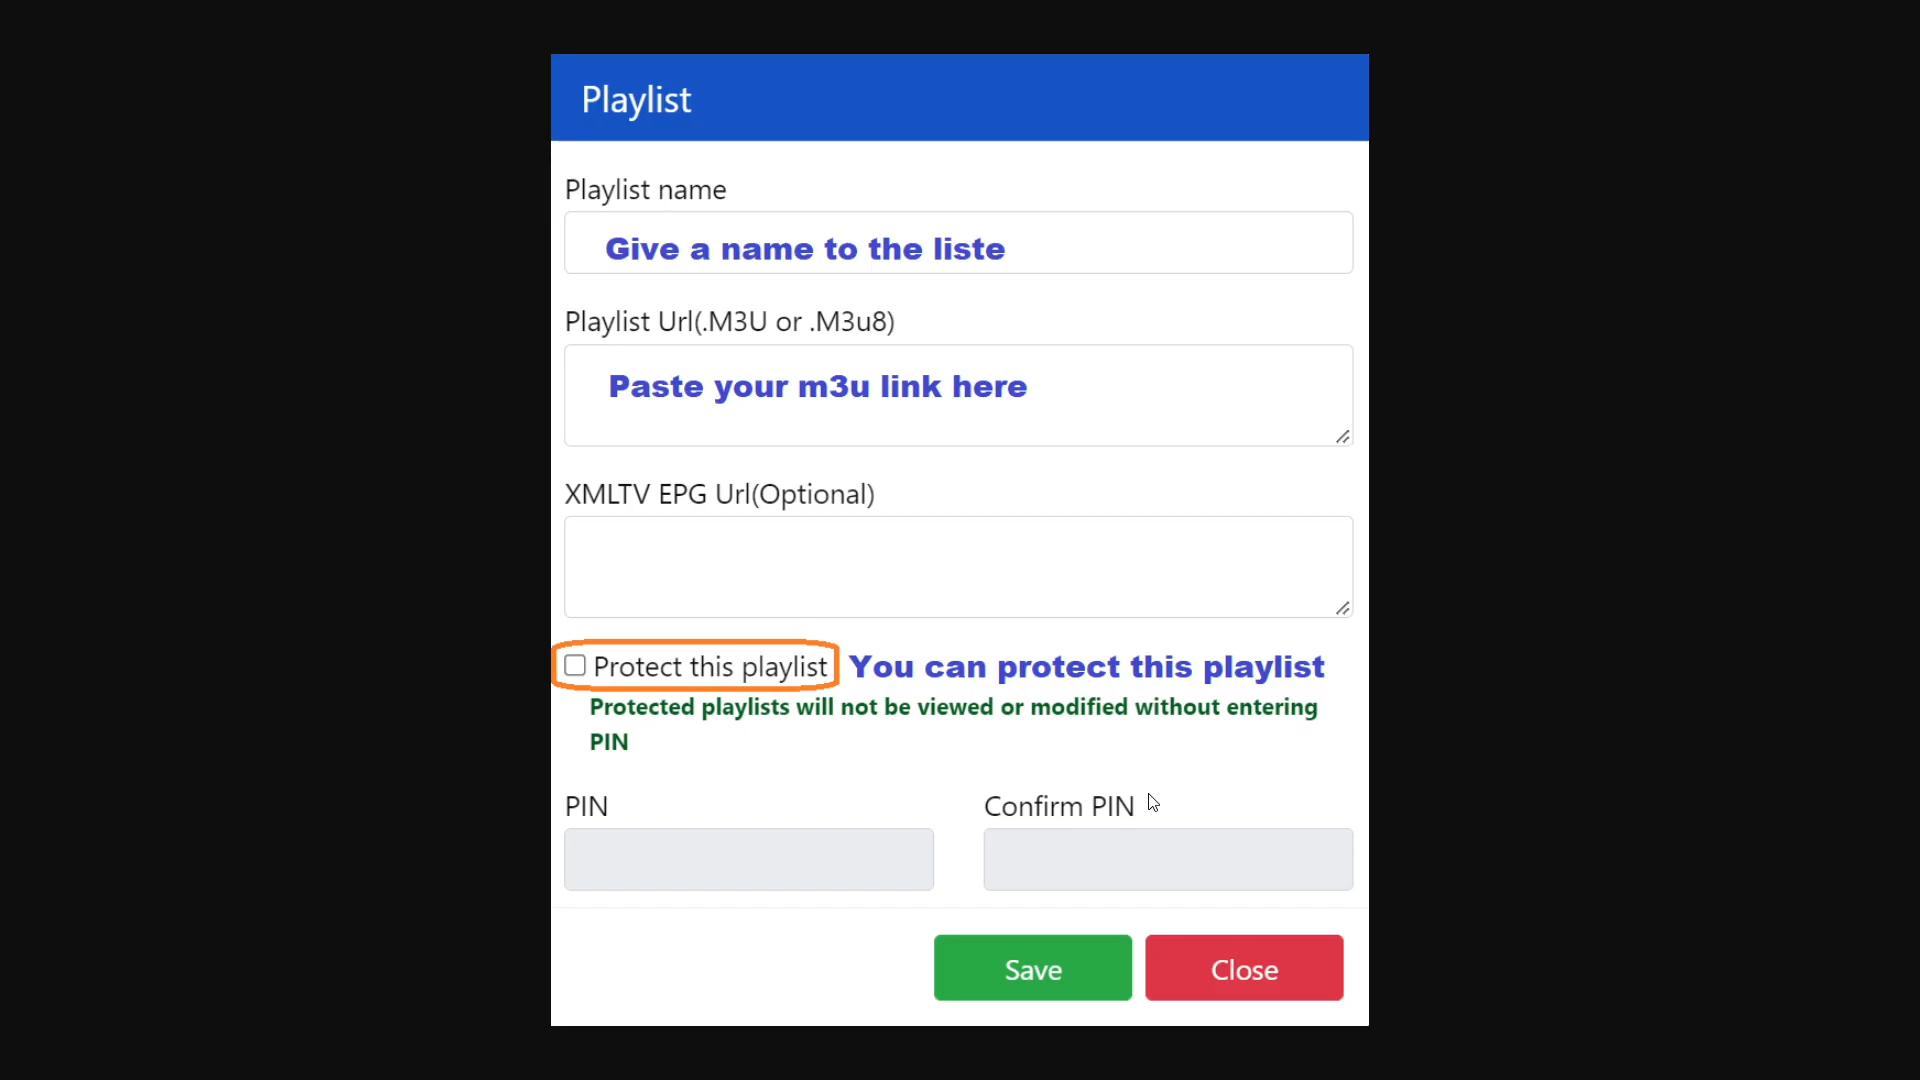 Playlist
Playlist name
Give a name to the liste
Playlist Url(.M3U or .M3u8)
Paste your m3u link here
XMLTV EPG Url(Optional)
Protect this playlist You can protect this playlist
Protected playlists will not be viewed or modified without entering
PIN
PIN Confirm PIN
Save Close